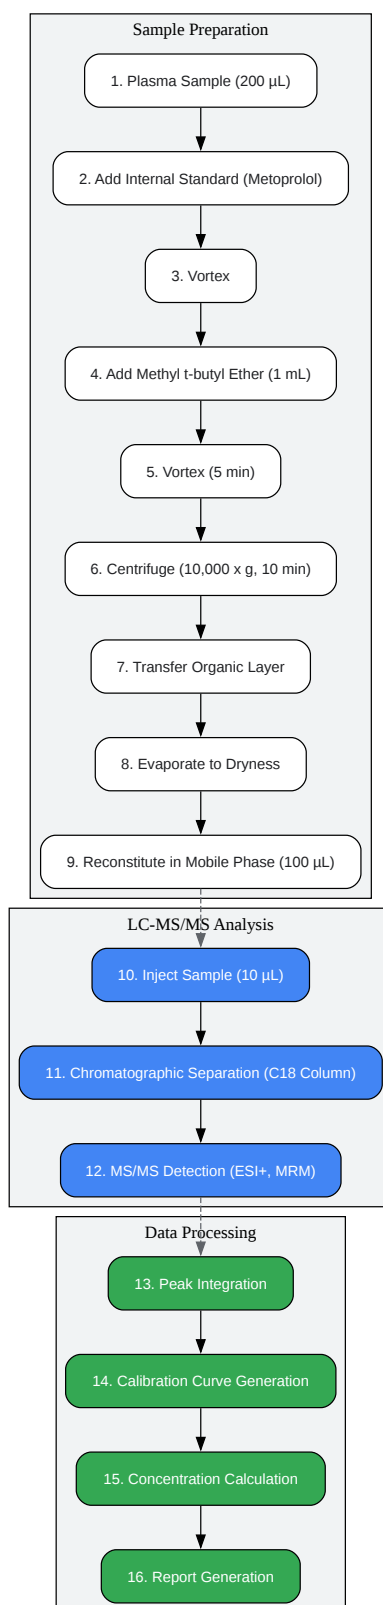 Sample Preparation
1. Plasma Sample (200 µL)
2. Add Internal Standard (Metoprolol)
3. Vortex
4. Add Methyl t-butyl Ether (1 mL)
5. Vortex (5 min)
6. Centrifuge (10,000 x g, 10 min)
7. Transfer Organic Layer
8. Evaporate to Dryness
9. Reconstitute in Mobile Phase (100 µL)
LC-MS/MS Analysis
10. Inject Sample (10 µL)
11. Chromatographic Separation (C18 Column)
12. MS/MS Detection (ESI+, MRM)
Data Processing
13. Peak Integration
14. Calibration Curve Generation
15. Concentration Calculation
16. Report Generation